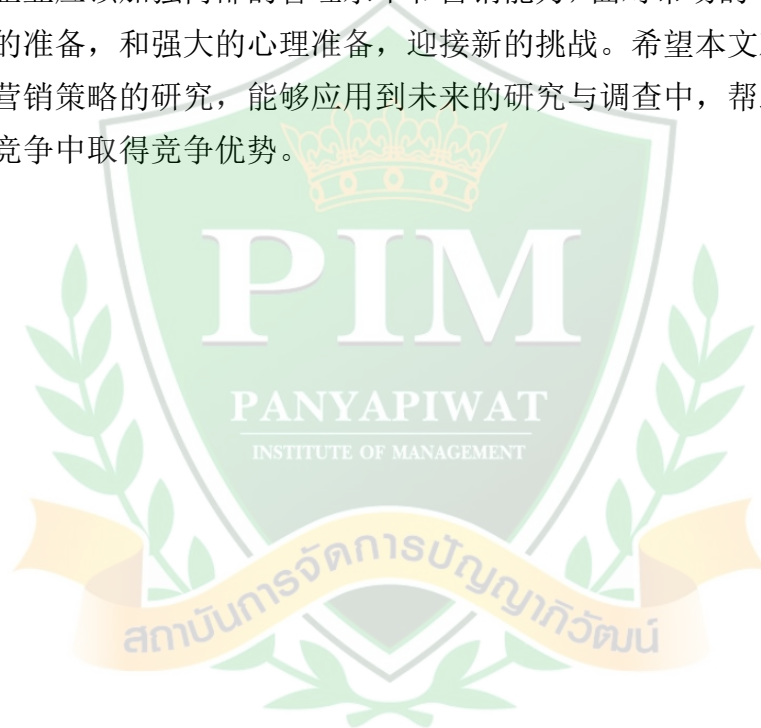 的准备，和强大的心理准备，迎接新的挑战。希望本文
营销策略的研究，能够应用到未来的研究与调查中，帮
竞争中取得竞争优势。
PIM
PANYAPIWAT
INSTITUTE OF MANAGEMENT
สถาบันการจัดการปัญญาภิวัฒน์